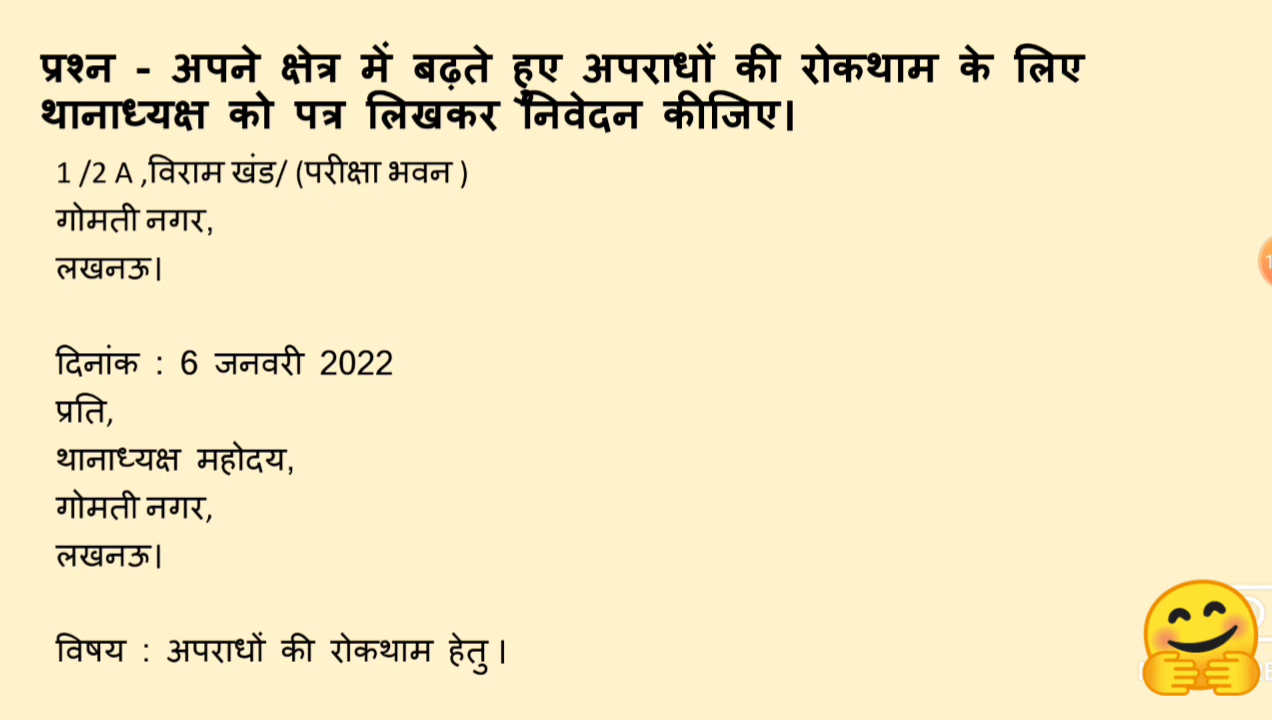 प्रश्न - अपने क्षेत्र में बढ़ते हुए अपराधों की रोकथाम के लिए
थानाध्यक्ष को पत्र लिखकर निवेदन कीजिए।
1 /2 A ,विराम खंड/ (परीक्षा भवन )
गोमती नगर,
लखनऊ।
दिनांक : 6 जनवरी 2022
प्रति,
थानाध्यक्ष महोदय,
गोमती नगर,
लखनऊ।
विषय : अपराधों की रोकथाम हेतु ।